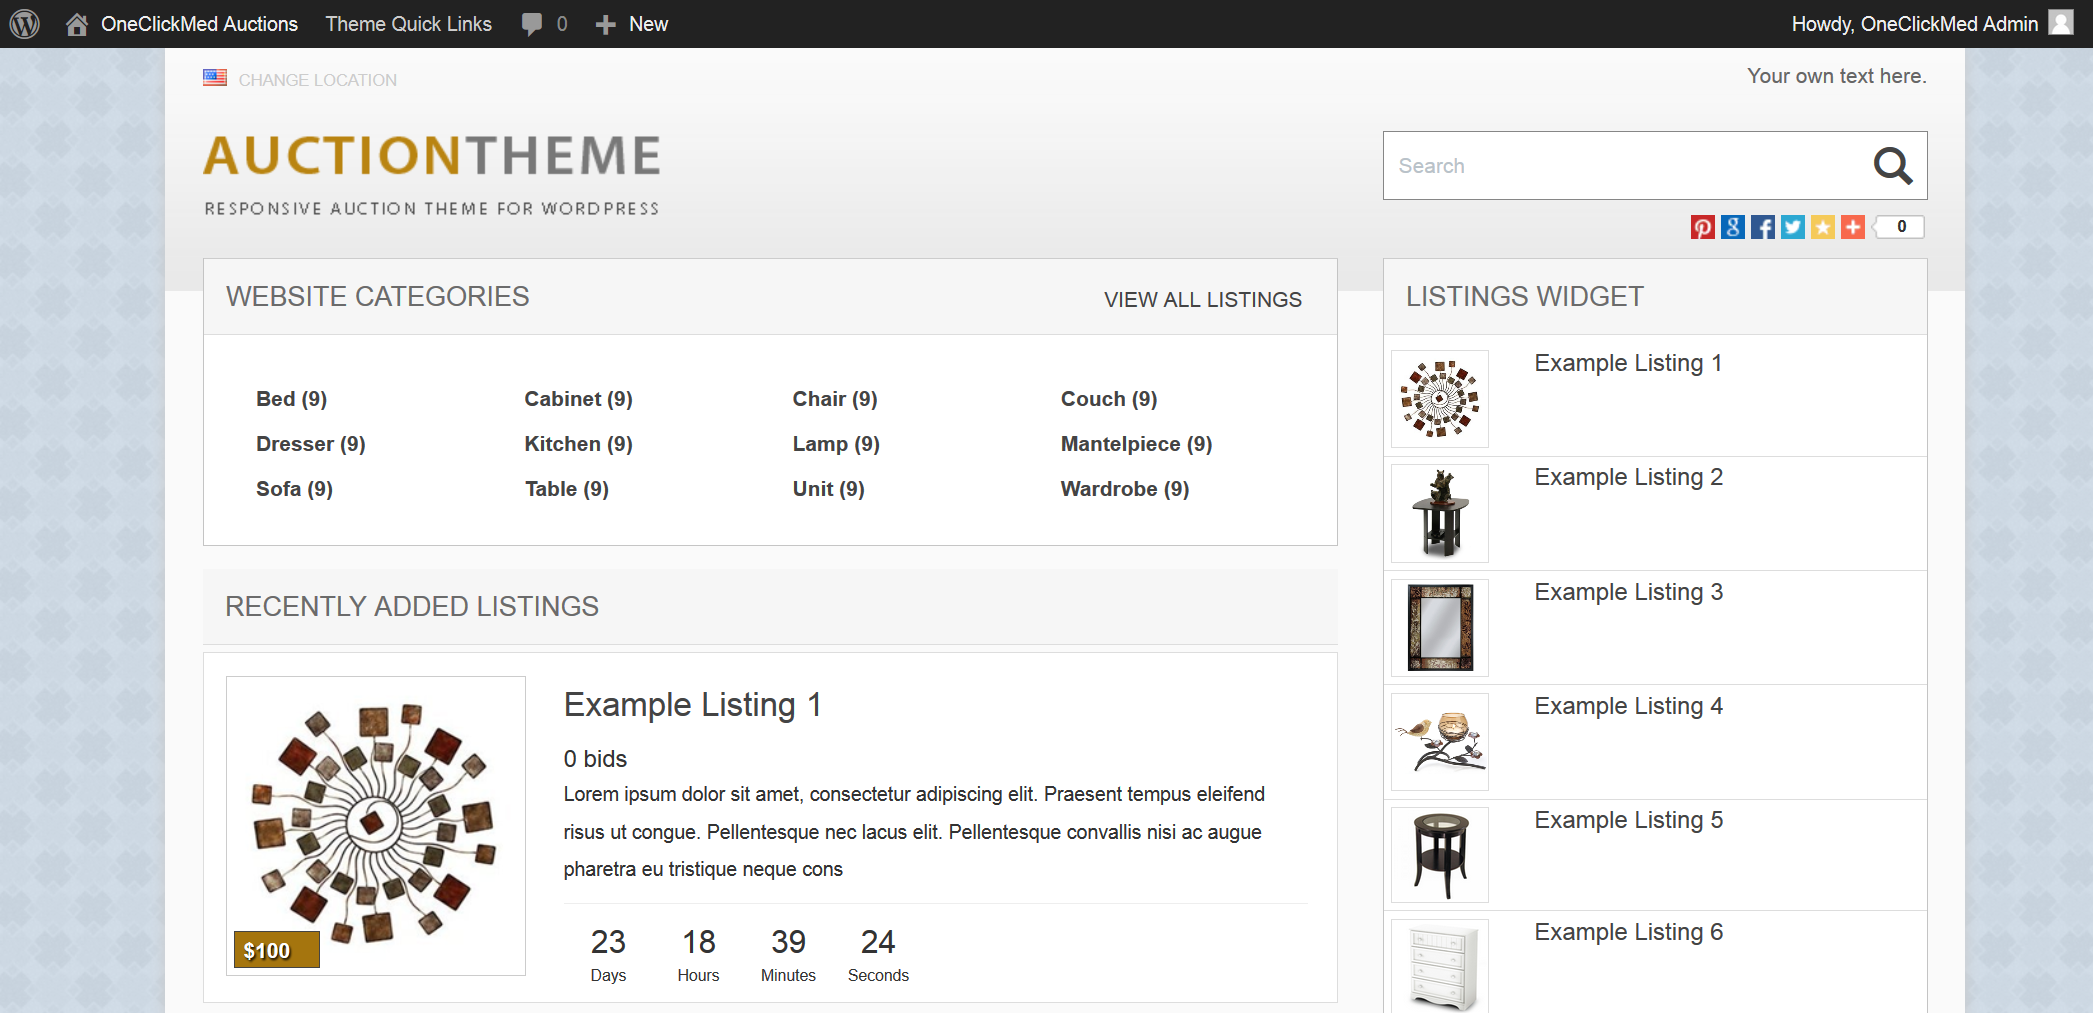 OneClickMed Auctions Theme Quick Links 0 New Howdy, OneClickMed Admin
CHANGE LOCATION
Your own text here.
AUCTIONTHEME
RESPONSIVE AUCTION THEME FOR WORDPRESS
Search
0
WEBSITE CATEGORIES
VIEW ALL LISTINGS
Bed (9) Cabinet (9) Chair (9) Couch (9)
Dresser (9) Kitchen (9) Lamp (9) Mantelpiece (9)
Sofa (9) Table (9) Unit (9) Wardrobe (9)
RECENTLY ADDED LISTINGS
Example Listing 1
0 bids
Lorem ipsum dolor sit amet, consectetur adipiscing elit. Praesent tempus eleifend
risus ut congue. Pellentesque nec lacus elit. Pellentesque convallis nisi ac augue
pharetra eu tristique neque cons
$100
23 18 39 24
Days Hours Minutes Seconds
LISTINGS WIDGET
Example Listing 1
Example Listing 2
Example Listing 3
Example Listing 4
Example Listing 5
Example Listing 6